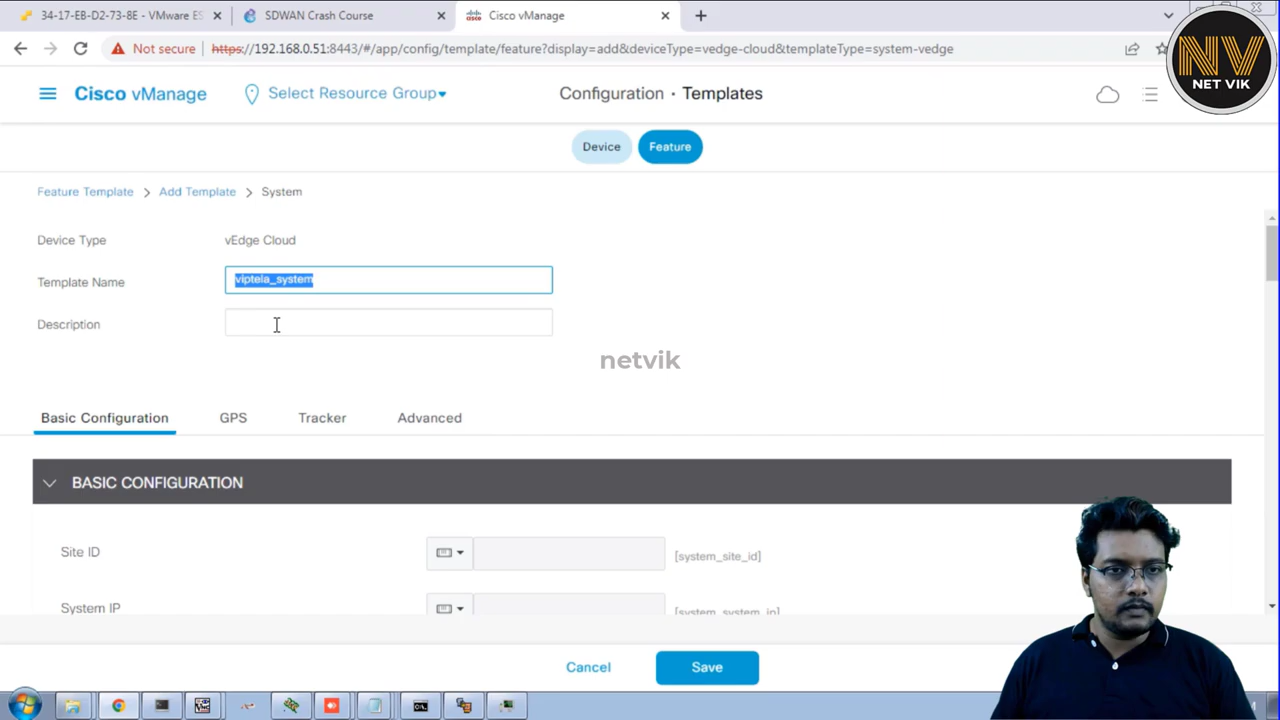 34-17-EB-D2-73-8E - VMware ES
SDWAN Crash Course
Cisco vManage
Not secure
https://192.168.0.51:8443/#/app/config/template/feature?display=add&deviceType=vedge-cloud&templateType=system-vedge
NV
NET VIK
Cisco vManage
Select Resource Group
Configuration · Templates
Device
Feature
Feature Template > Add Template > System
Device Type
vEdge Cloud
Template Name
viptela_system
Description
netvik
Basic Configuration
GPS
Tracker
Advanced
BASIC CONFIGURATION
Site ID
[system_site_id]
System IP
[system_system_ip]
Cancel
Save